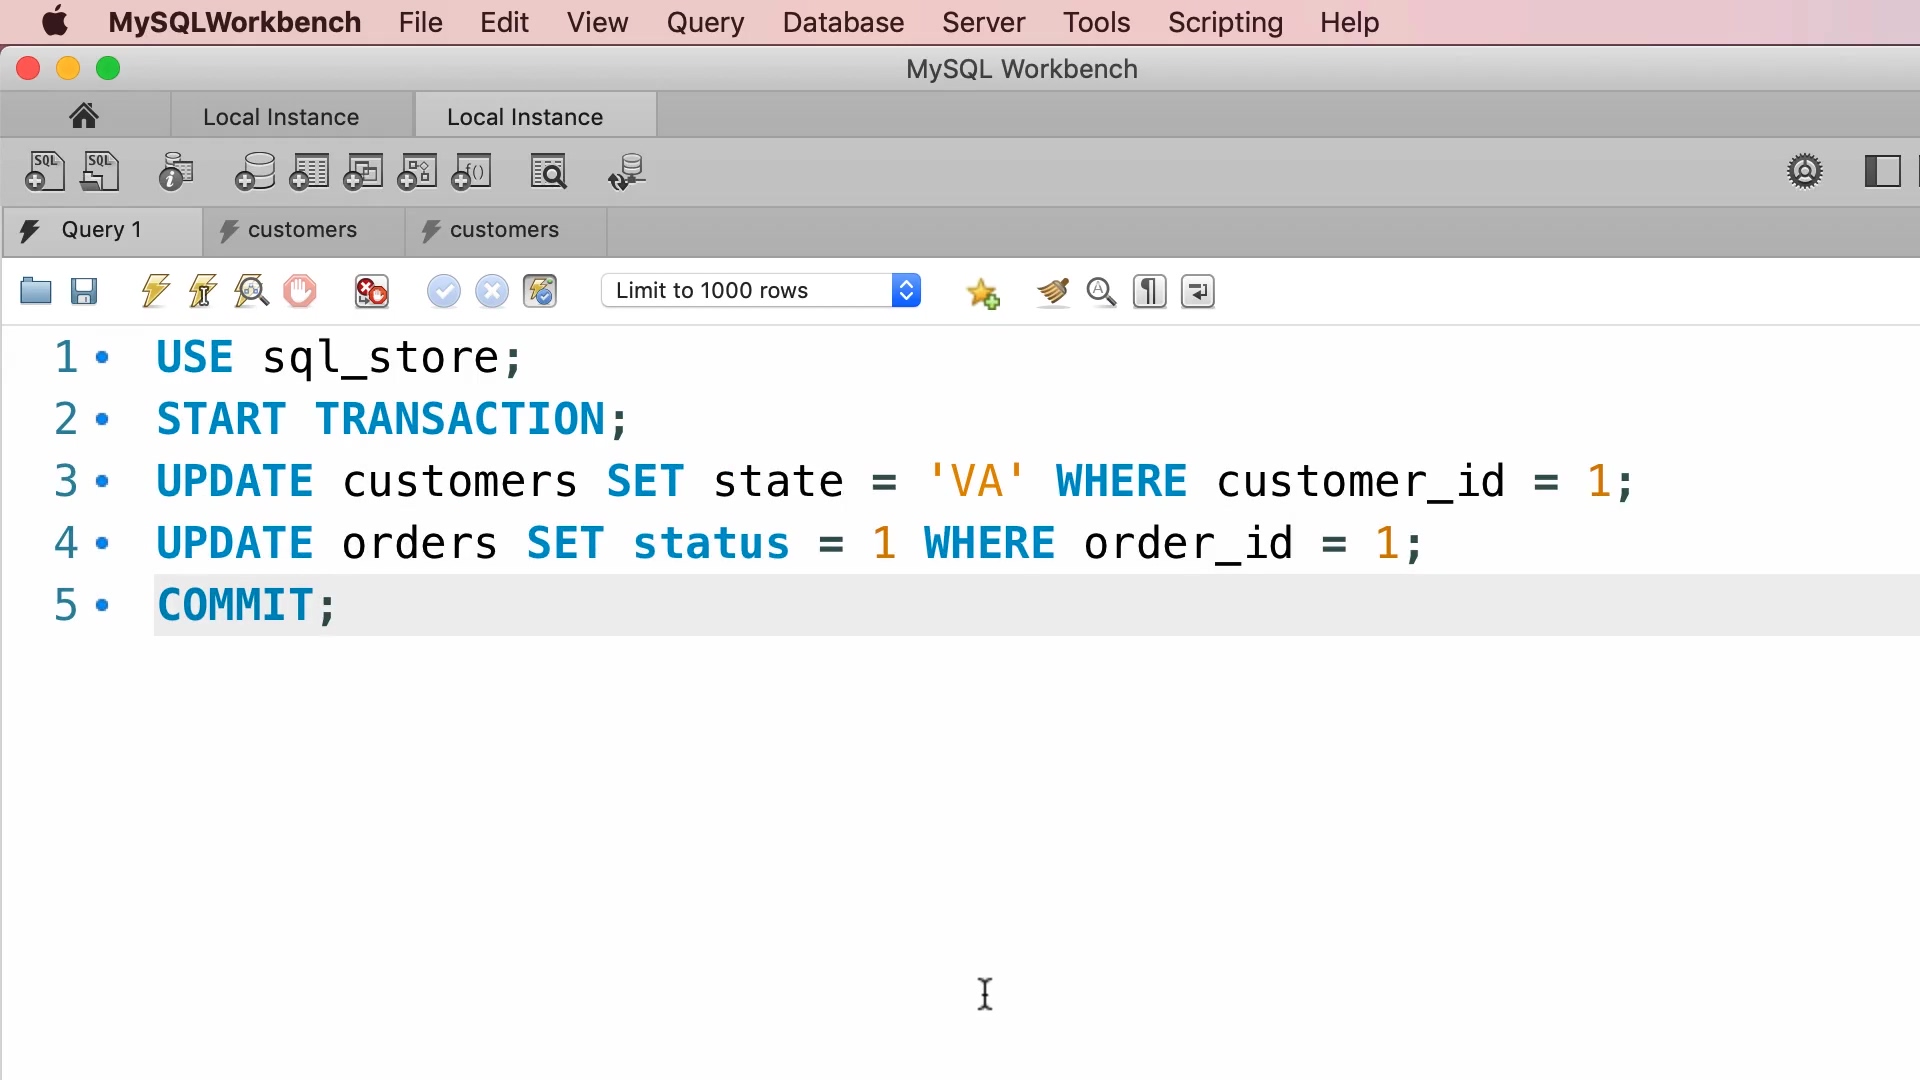 MySQLWorkbench File Edit View Query Database Server Tools Scripting Help
MySQL Workbench
Local Instance Local Instance
SQL SQL
Query 1 customers customers
Limit to 1000 rows
1 USE sql_store;
2 START TRANSACTION;
3 UPDATE customers SET state = 'VA' WHERE customer_id = 1;
4 UPDATE orders SET status = 1 WHERE order_id = 1;
5 COMMIT;